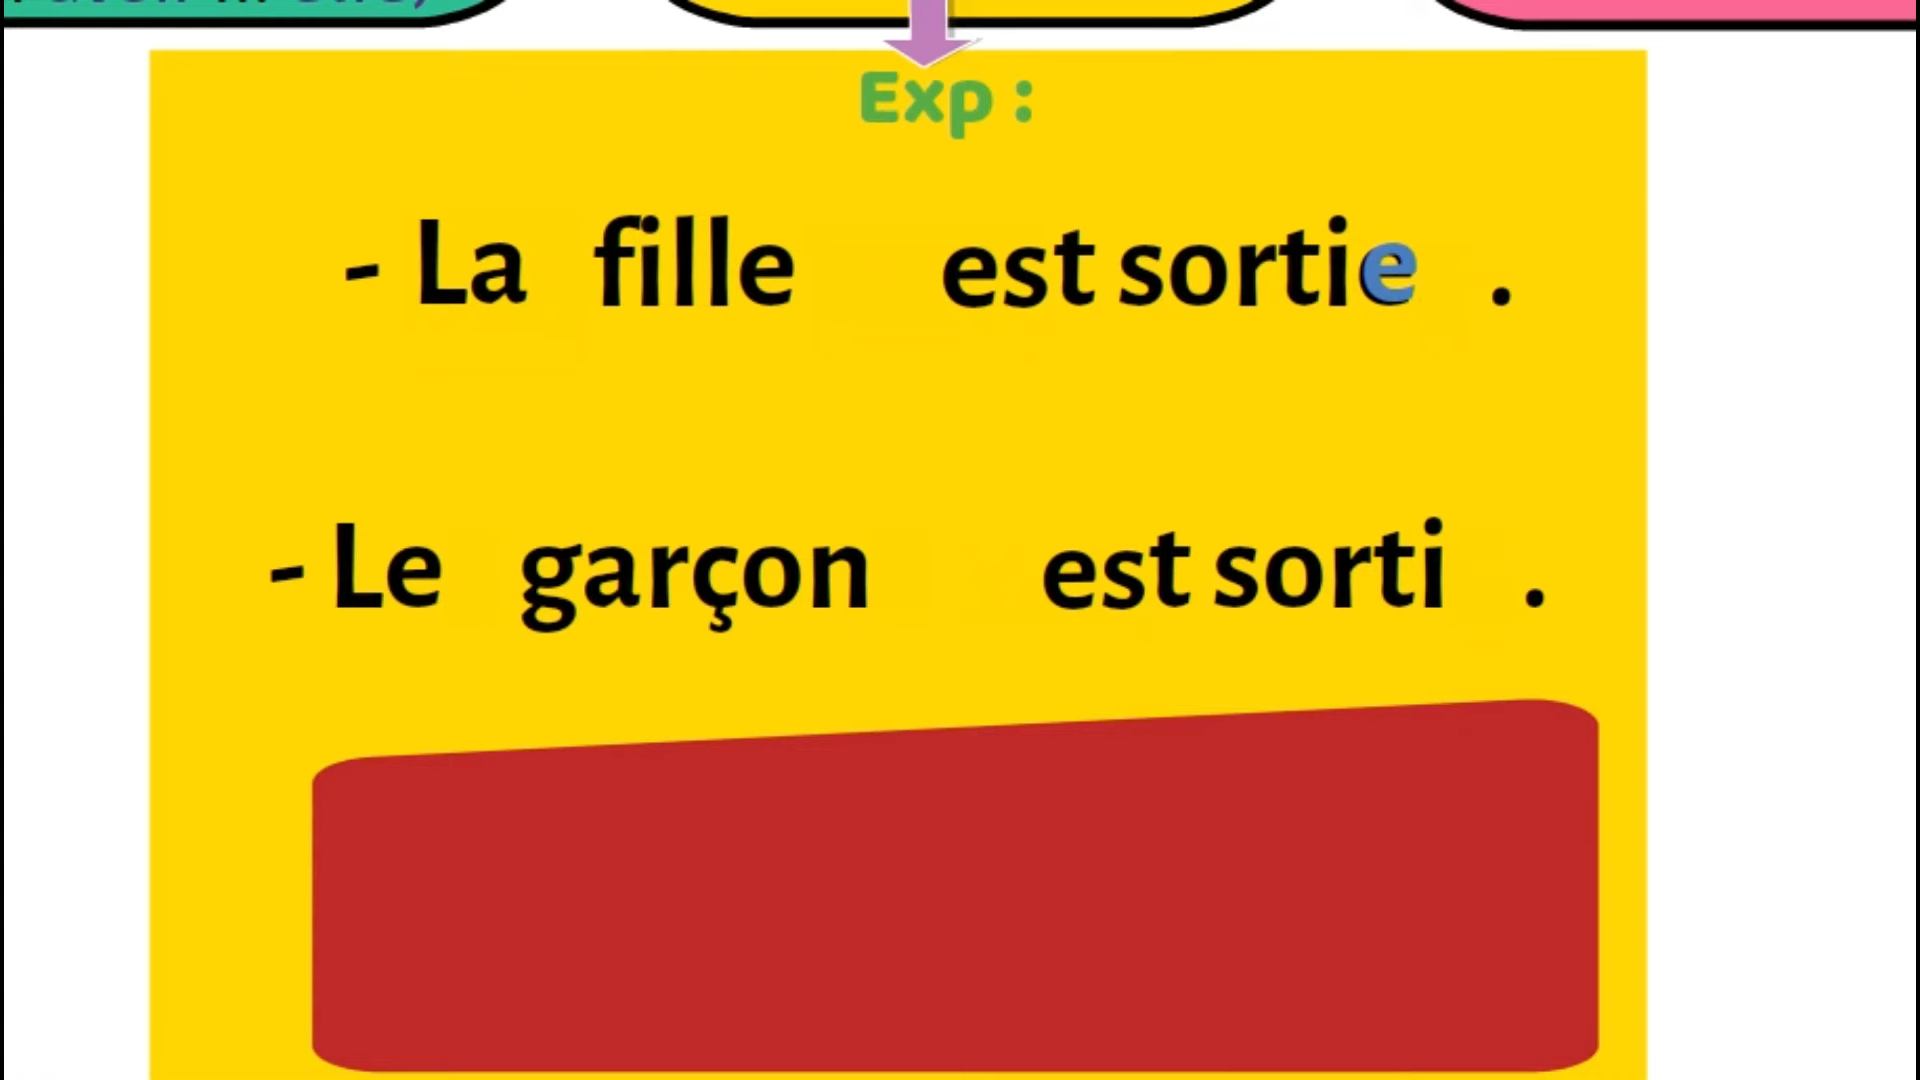 Exp :
- La fille est sortie .
- Le garçon est sorti .